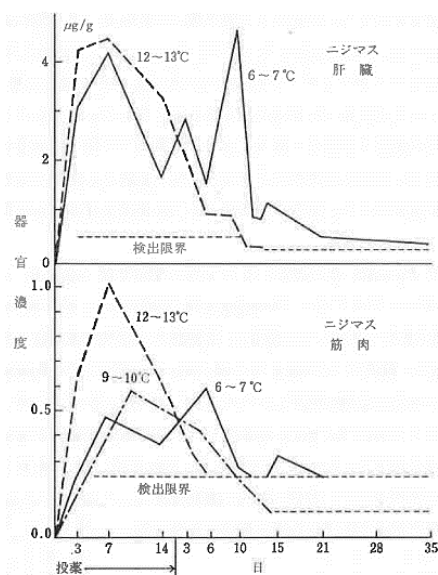 μg/g
12~13℃
ニジマス
肝臓
6~7℃
4
2
検出限界
0
器官濃度
1.0
12~13℃
ニジマス
筋肉
9~10℃
6~7℃
0.5
検出限界
0.0
3 7 14 3 6 10 15 21 28 35
投薬 日